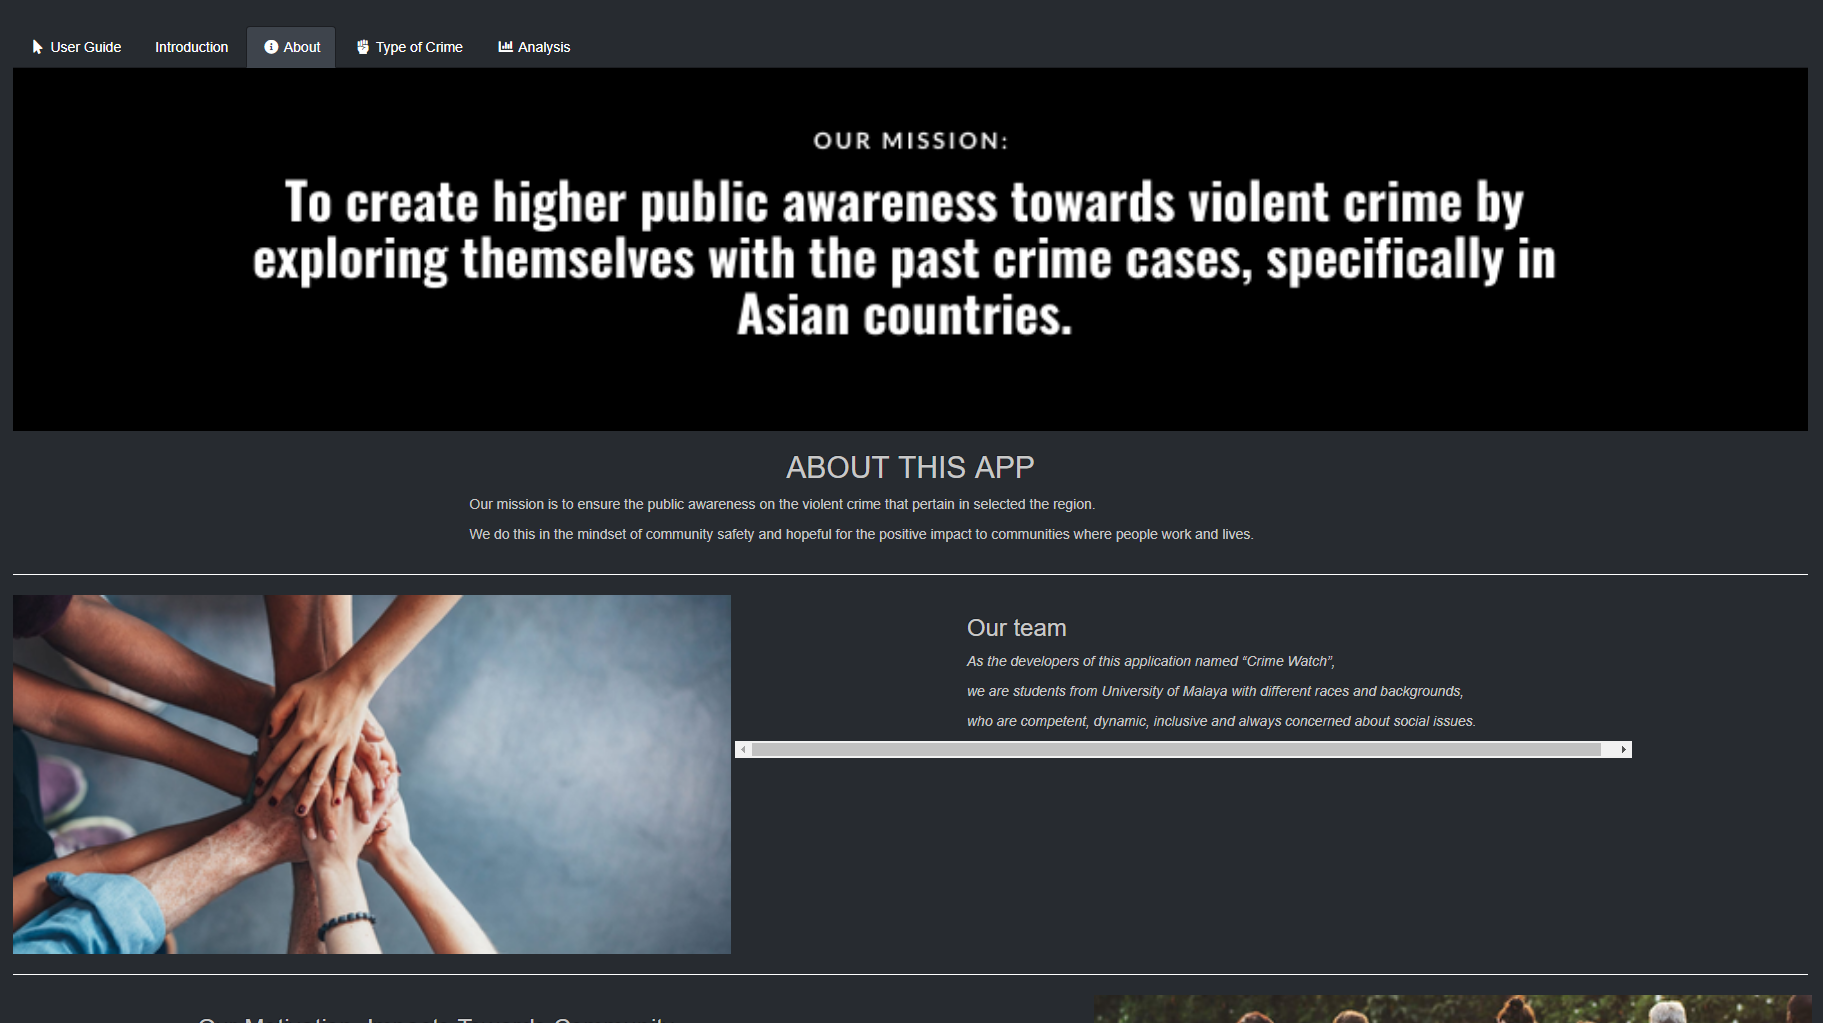 User Guide
Introduction
About
Type of Crime
Analysis
OUR MISSION:
To create higher public awareness towards violent crime by
exploring themselves with the past crime cases, specifically in
Asian countries.
ABOUT THIS APP
Our mission is to ensure the public awareness on the violent crime that pertain in selected the region.
We do this in the mindset of community safety and hopeful for the positive impact to communities where people work and lives.
Our team
As the developers of this application named “Crime Watch”,
we are students from University of Malaya with different races and backgrounds,
who are competent, dynamic, inclusive and always concerned about social issues.